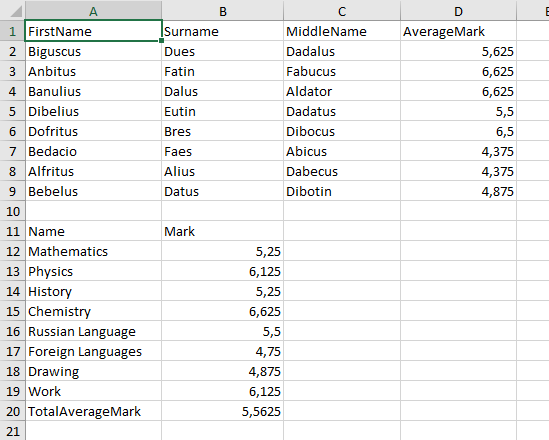 A B C D E
1 FirstName Surname MiddleName AverageMark
2 Biguscus Dues Dadalus 5,625
3 Anbitus Fatin Fabucus 6,625
4 Banulius Dalus Aldator 6,625
5 Dibelius Eutin Dadatus 5,5
6 Dofritus Bres Dibocus 6,5
7 Bedacio Faes Abicus 4,375
8 Alfritus Alius Dabecus 4,375
9 Bebelus Datus Dibotin 4,875
10
11 Name Mark
12 Mathematics 5,25
13 Physics 6,125
14 History 5,25
15 Chemistry 6,625
16 Russian Language 5,5
17 Foreign Languages 4,75
18 Drawing 4,875
19 Work 6,125
20 TotalAverageMark 5,5625
21